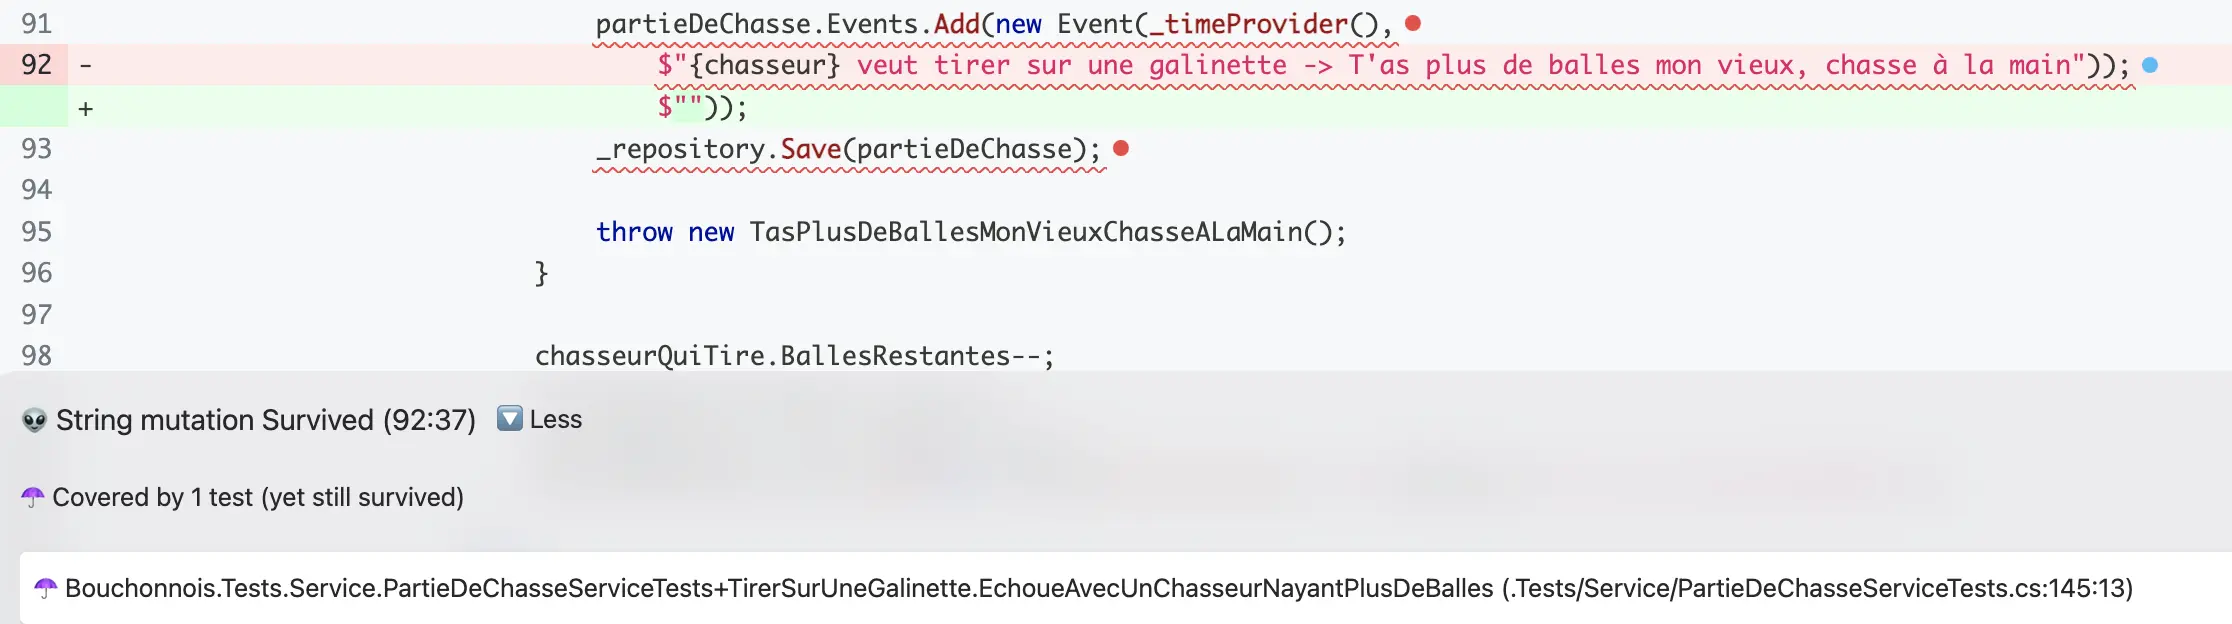 91 partieDeChasse.Events.Add(new Event(_timeProvider(),
92 - $"{chasseur} veut tirer sur une galinette -> T'as plus de balles mon vieux, chasse à la main"));
+ $""));
93 _repository.Save(partieDeChasse);
94
95 throw new TasPlusDeBallesMonVieuxChasseALaMain();
96 }
97
98 chasseurQuiTire.BallesRestantes--;
👽 String mutation Survived (92:37) 🔽 Less
☂️ Covered by 1 test (yet still survived)
☂️ Bouchonnois.Tests.Service.PartieDeChasseServiceTests+TirerSurUneGalinette.EchoueAvecUnChasseurNayantPlusDeBalles (.Tests/Service/PartieDeChasseServiceTests.cs:145:13)